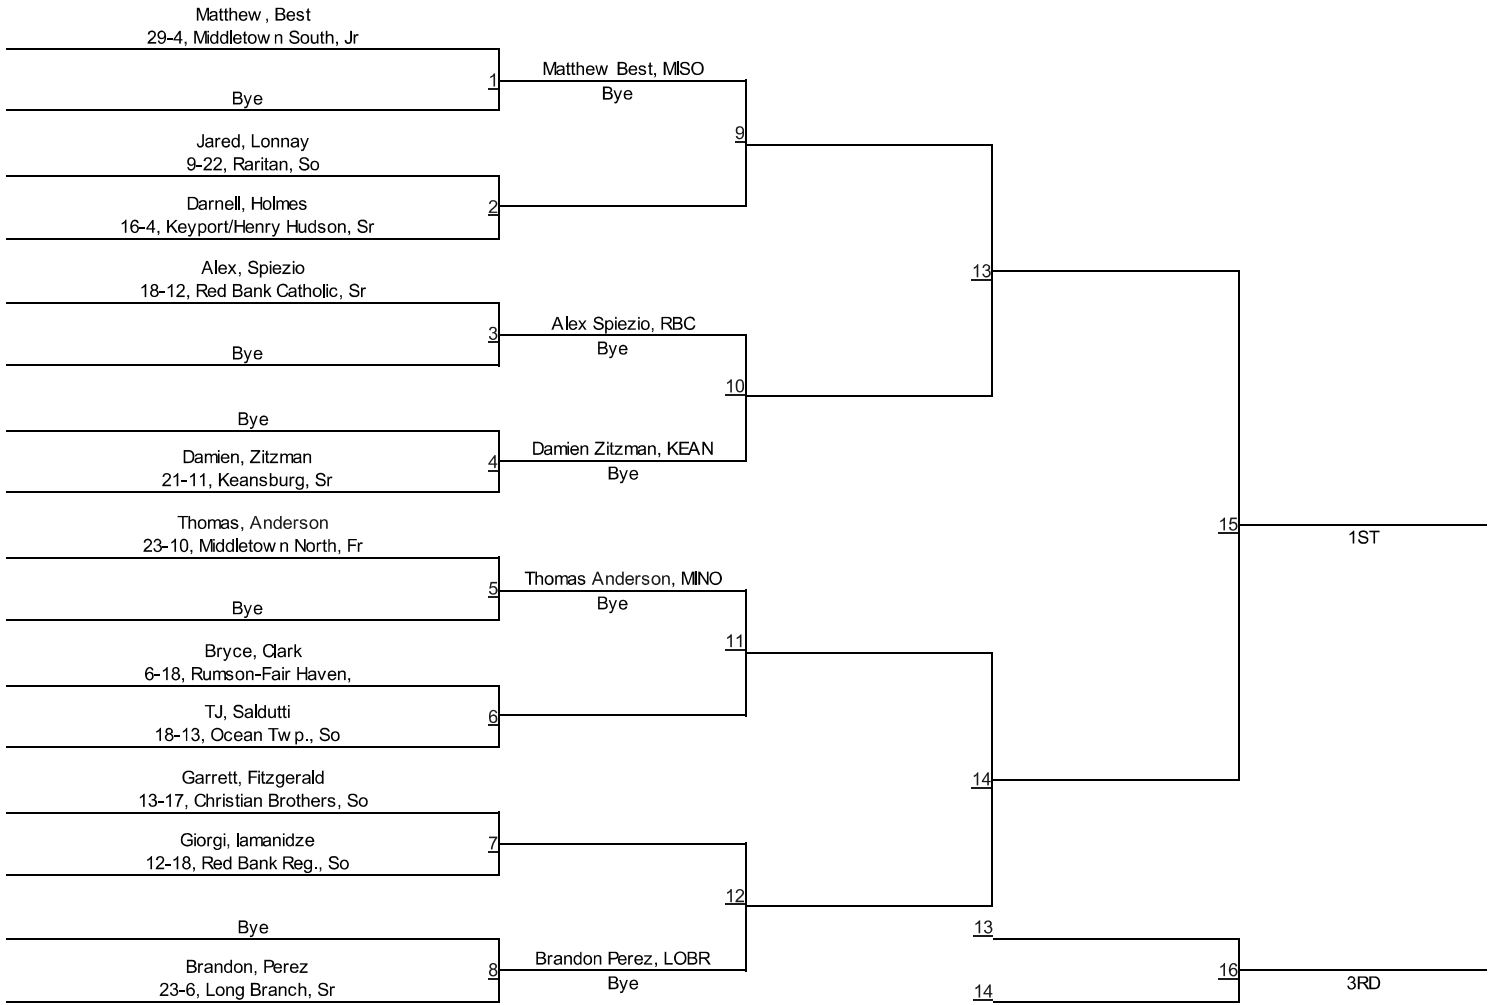 Matthew, Best
29-4, Middletown South, Jr
Bye
1
Matthew Best, MISO
Bye
Jared, Lonnay
9-22, Raritan, So
Darnell, Holmes
16-4, Keyport/Henry Hudson, Sr
2
9
Alex, Spiezio
18-12, Red Bank Catholic, Sr
Bye
3
Alex Spiezio, RBC
Bye
Bye
Damien, Zitzman
21-11, Keansburg, Sr
4
Damien Zitzman, KEAN
Bye
10
13
Thomas, Anderson
23-10, Middletown North, Fr
Bye
5
Thomas Anderson, MINO
Bye
Bryce, Clark
6-18, Rumson-Fair Haven,
TJ, Saldutti
18-13, Ocean Twp., So
6
11
Garrett, Fitzgerald
13-17, Christian Brothers, So
Giorgi, Iamanidze
12-18, Red Bank Reg., So
7
Bye
Brandon, Perez
23-6, Long Branch, Sr
8
Brandon Perez, LOBR
Bye
12
14
15
1ST
13
14
16
3RD